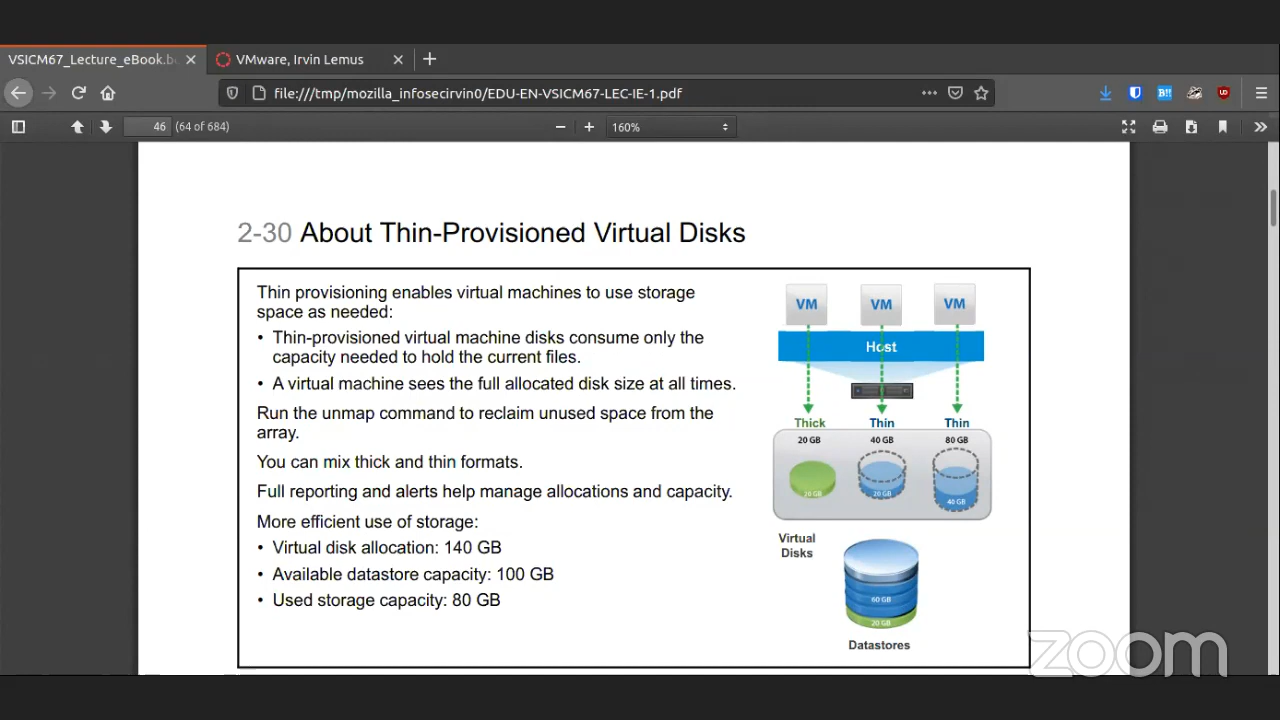 VSICM67_Lecture_eBook.b
VMware, Irvin Lemus
file:///tmp/mozilla_infosecirvin0/EDU-EN-VSICM67-LEC-IE-1.pdf
46 (64 of 684)
160%
2-30 About Thin-Provisioned Virtual Disks
Thin provisioning enables virtual machines to use storage
space as needed:
• Thin-provisioned virtual machine disks consume only the
capacity needed to hold the current files.
• A virtual machine sees the full allocated disk size at all times.
Run the unmap command to reclaim unused space from the
array.
You can mix thick and thin formats.
Full reporting and alerts help manage allocations and capacity.
More efficient use of storage:
• Virtual disk allocation: 140 GB
• Available datastore capacity: 100 GB
• Used storage capacity: 80 GB
VM VM VM
Host
Thick Thin Thin
20 GB 40 GB 80 GB
20 GB 20 GB 40 GB
Virtual
Disks
60 GB
20 GB
Datastores
zoom